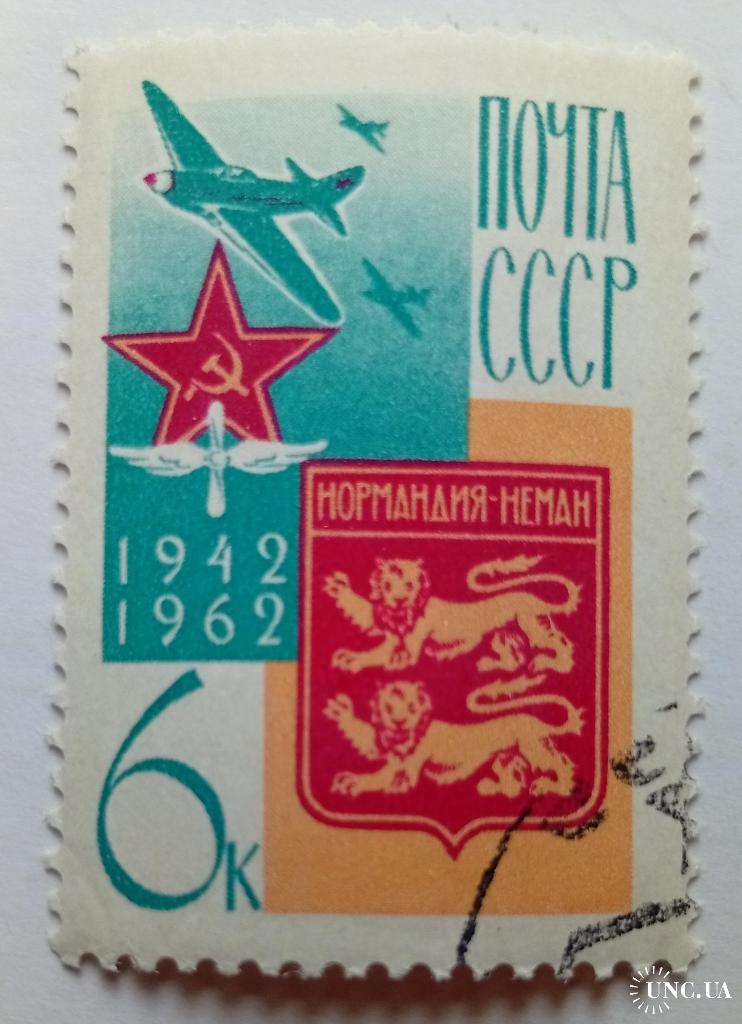 ПОЧТА
СССР
НОРМАНДИЯ-НЕМАН
1942
1962
6к
UNC.UA